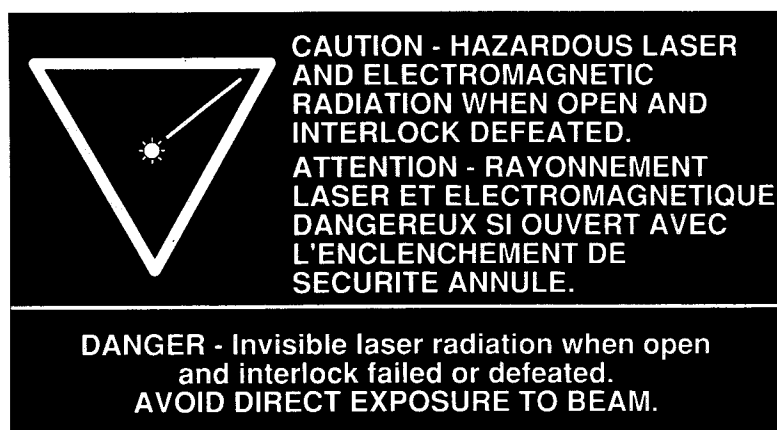 CAUTION - HAZARDOUS LASER
AND ELECTROMAGNETIC
RADIATION WHEN OPEN AND
INTERLOCK DEFEATED.
ATTENTION - RAYONNEMENT
LASER ET ELECTROMAGNETIQUE
DANGEREUX SI OUVERT AVEC
L'ENCLENCHEMENT DE
SECURITE ANNULE.
DANGER - Invisible laser radiation when open
and interlock failed or defeated.
AVOID DIRECT EXPOSURE TO BEAM.